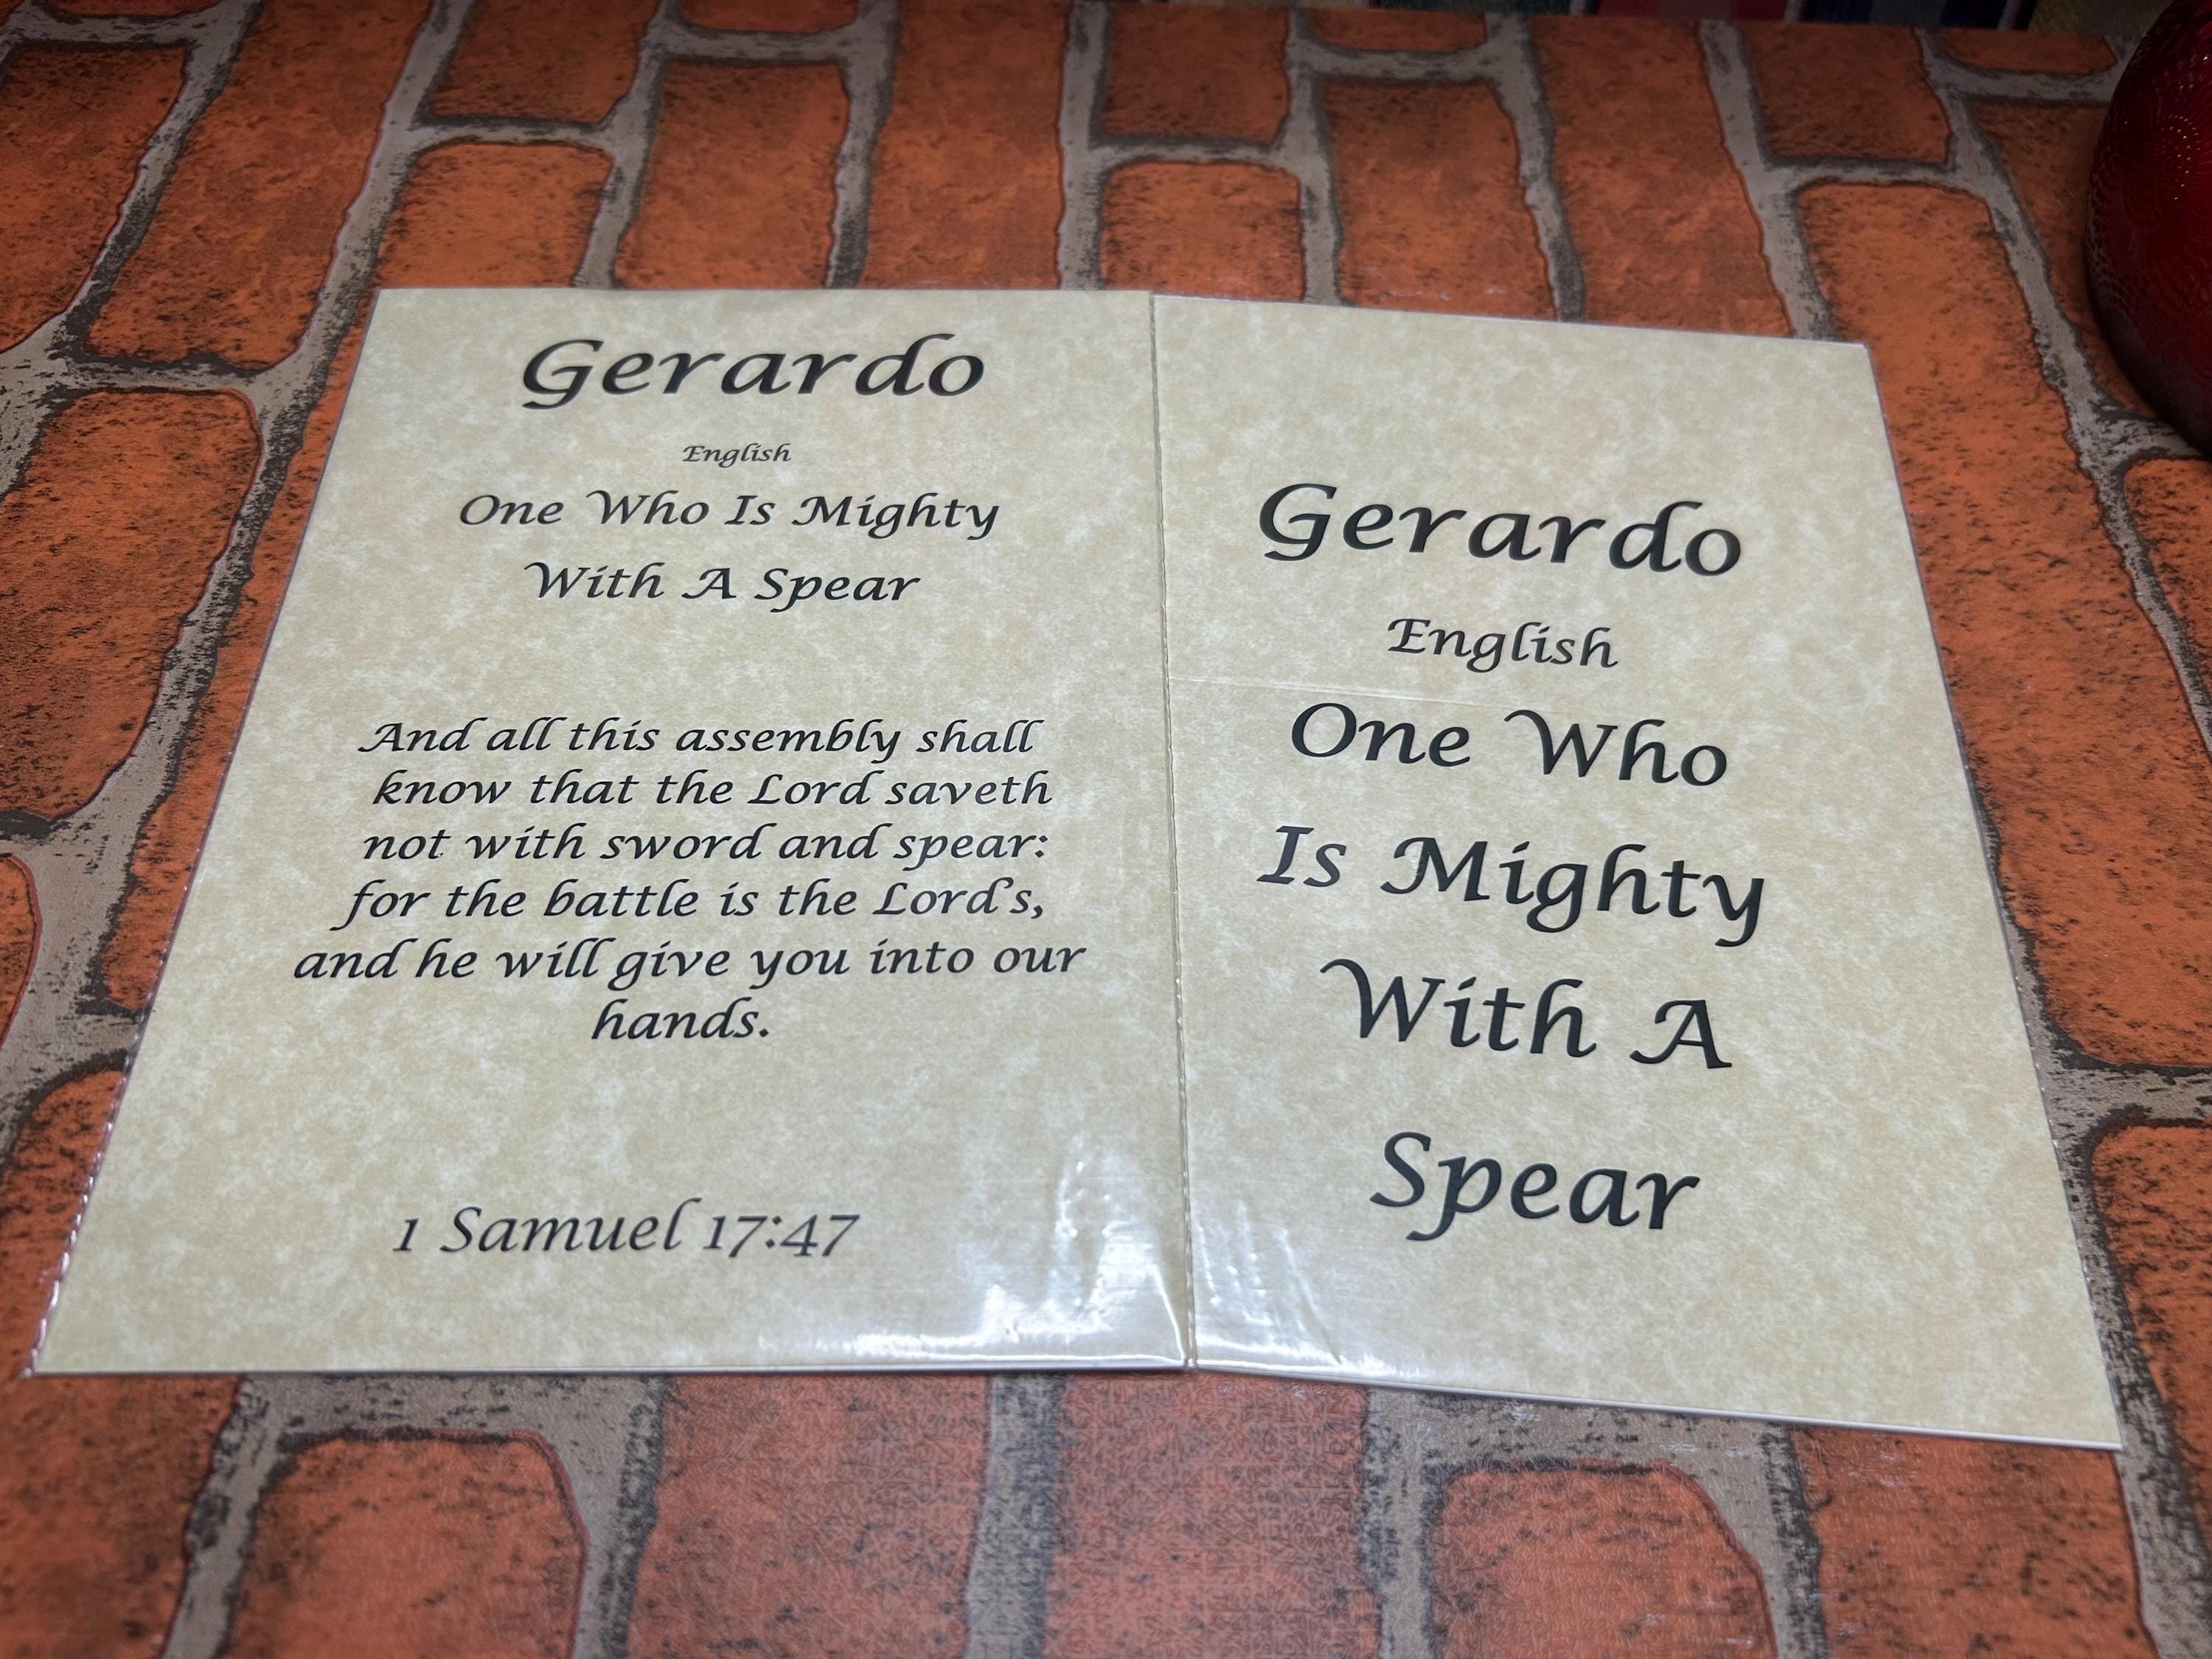 Gerardo
English
One Who Is Mighty
With A Spear
And all this assembly shall
know that the Lord saveth
not with sword and spear:
for the battle is the Lord's,
and he will give you into our
hands.
1 Samuel 17:47
Gerardo
English
One Who
Is Mighty
With A
Spear